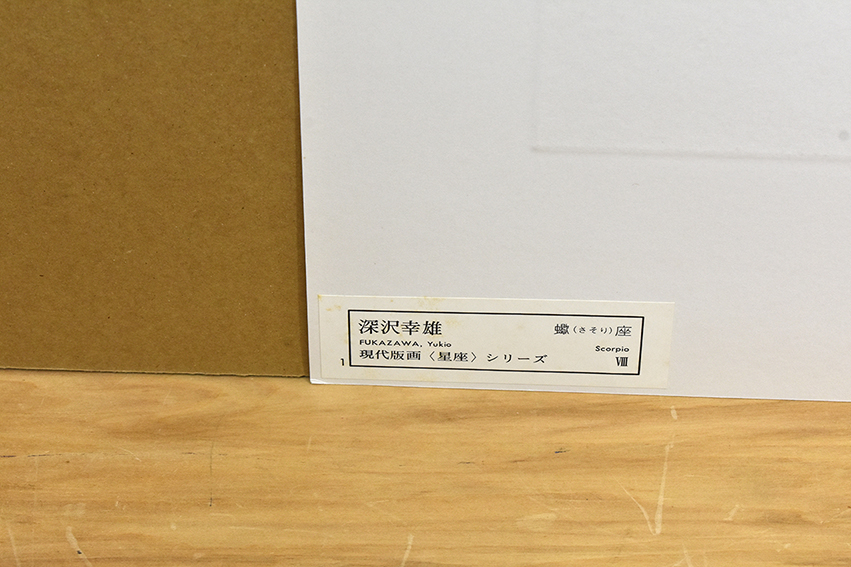 深沢幸雄
FUKAZAWA, Yukio
現代版画〈星座〉シリーズ
蠍(さそり)座
Scorpio
Ⅷ
1